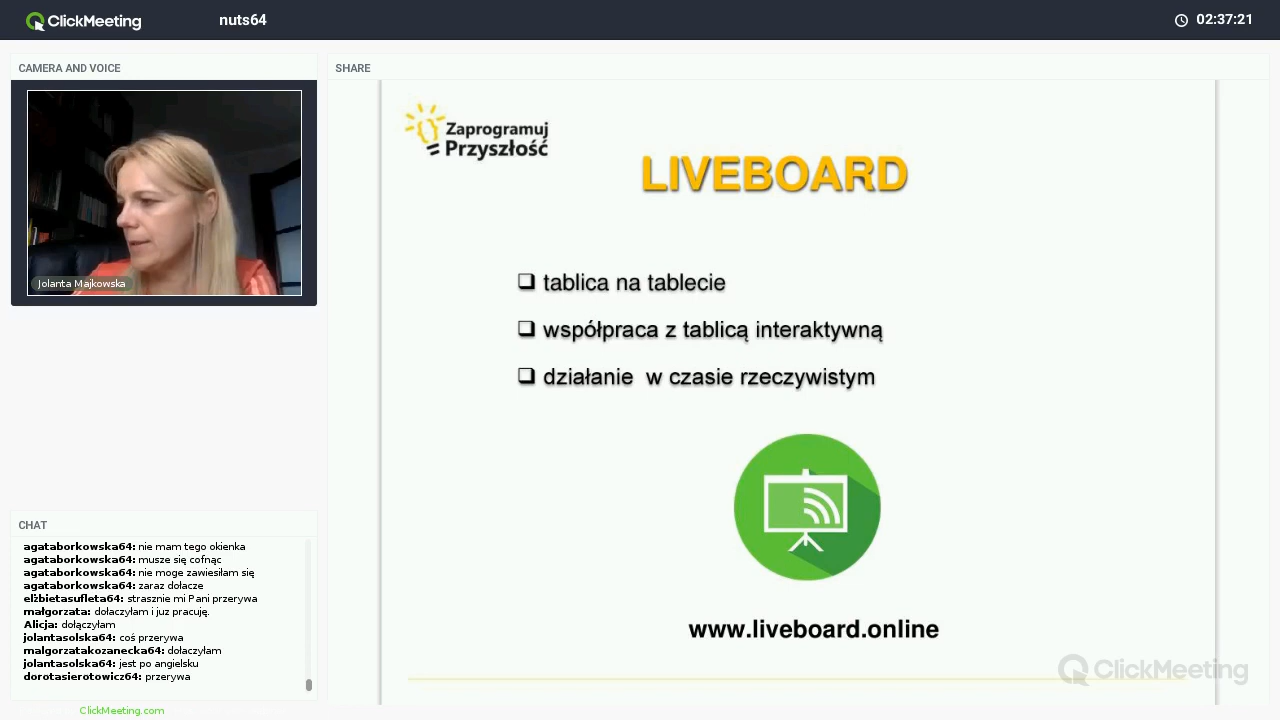 ClickMeeting
nuts64
02:37:21
CAMERA AND VOICE
Jolanta Majkowska
SHARE
Zaprogramuj
Przyszłość
LIVEBOARD
tablica na tablecie
współpraca z tablicą interaktywną
działanie w czasie rzeczywistym
www.liveboard.online
ClickMeeting
CHAT
agataborkowska64: nie mam tego okienka
agataborkowska64: musze się cofnąc
agataborkowska64: nie moge zawiesiłam się
agataborkowska64: zaraz dołacze
elżbietasufleta64: strasznie mi Pani przerywa
małgorzata: dołaczyłam i juz pracuję.
Alicja: dołączyłam
jolantasolska64: coś przerywa
malgorzatakozanecka64: dołaczyłam
jolantasolska64: jest po angielsku
dorotasierotowicz64: przerywa
ClickMeeting.com